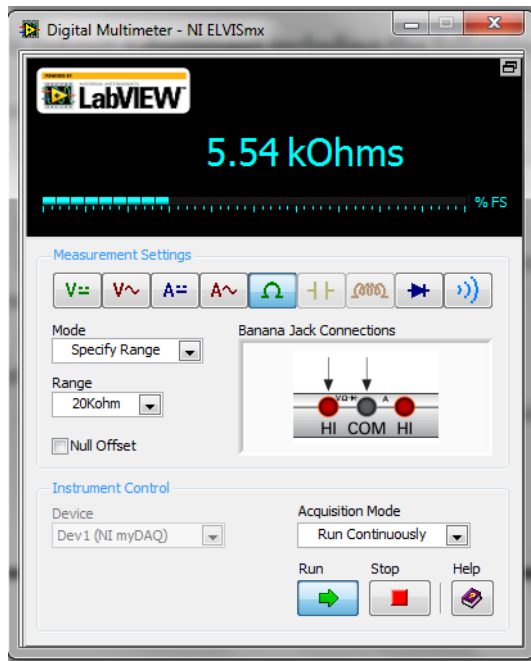 Digital Multimeter - NI ELVISmx
LabVIEW
5.54 kOhms
% FS
Measurement Settings
V
V
A
A
Ω
Mode
Specify Range
Banana Jack Connections
Range
20Kohm
VΩ
A
HI COM HI
Null Offset
Instrument Control
Device
Dev1 (NI myDAQ)
Acquisition Mode
Run Continuously
Run
Stop
Help